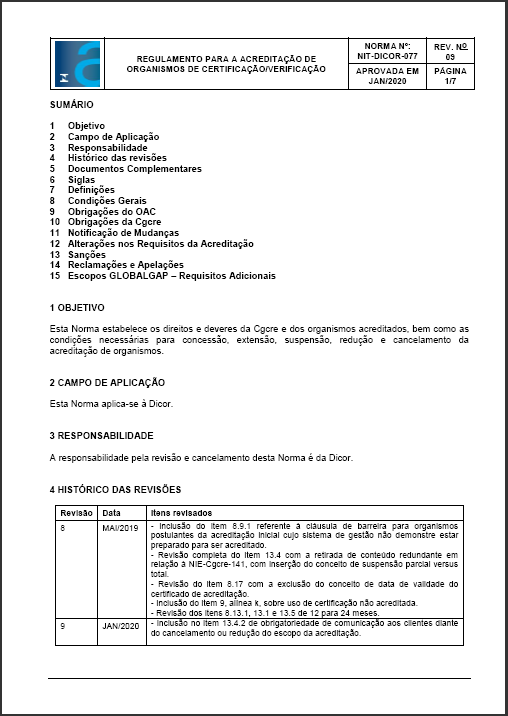 REGULAMENTO PARA A ACREDITAÇÃO DE
ORGANISMOS DE CERTIFICAÇÃO/VERIFICAÇÃO
NORMA Nº:
NIT-DICOR-077
REV. Nº
09
APROVADA EM
JAN/2020
PÁGINA
1/7
SUMÁRIO
1 Objetivo
2 Campo de Aplicação
3 Responsabilidade
4 Histórico das revisões
5 Documentos Complementares
6 Siglas
7 Definições
8 Condições Gerais
9 Obrigações do OAC
10 Obrigações da Cgcre
11 Notificação de Mudanças
12 Alterações nos Requisitos da Acreditação
13 Sanções
14 Reclamações e Apelações
15 Escopos GLOBALGAP – Requisitos Adicionais
1 OBJETIVO
Esta Norma estabelece os direitos e deveres da Cgcre e dos organismos acreditados, bem como as
condições necessárias para concessão, extensão, suspensão, redução e cancelamento da
acreditação de organismos.
2 CAMPO DE APLICAÇÃO
Esta Norma aplica-se à Dicor.
3 RESPONSABILIDADE
A responsabilidade pela revisão e cancelamento desta Norma é da Dicor.
4 HISTÓRICO DAS REVISÕES
Revisão Data Itens revisados
8 MAI/2019 - Inclusão do item 8.9.1 referente à cláusula de barreira para organismos
postulantes da acreditação inicial cujo sistema de gestão não demonstre estar
preparado para ser acreditado.
- Revisão completa do item 13.4 com a retirada de conteúdo redundante em
relação à NIE-Cgcre-141, com inserção do conceito de suspensão parcial versus
total.
- Revisão do item 8.17 com a exclusão do conceito de data de validade do
certificado de acreditação.
- Inclusão do item 9, alínea k, sobre uso de certificação não acreditada.
- Revisão dos itens 8.13.1, 13.1 e 13.5 de 12 para 24 meses.
9 JAN/2020 - Inclusão no item 13.4.2 de obrigatoriedade de comunicação aos clientes diante
do cancelamento ou redução do escopo da acreditação.